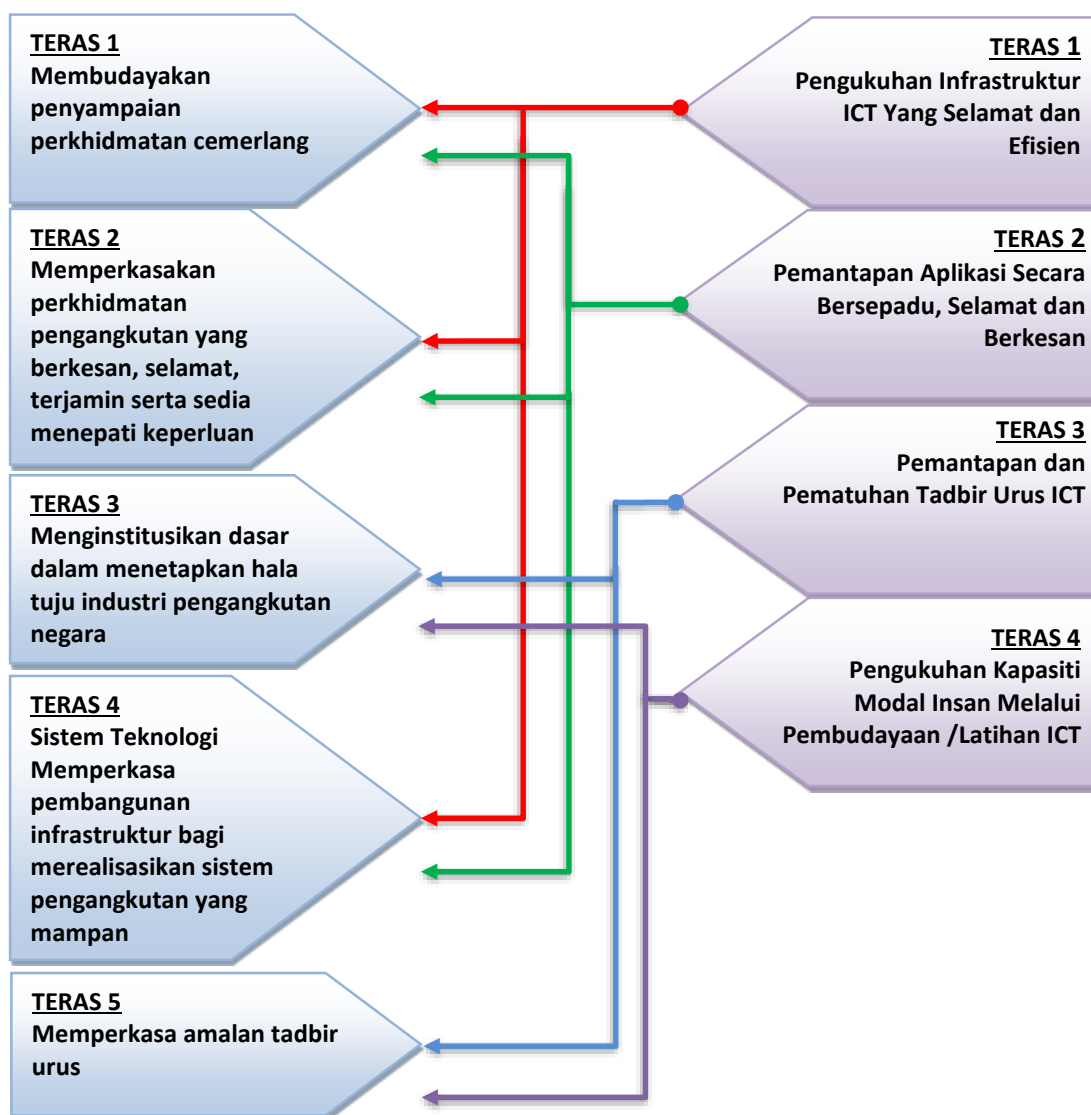 TERAS 1
Membudayakan
penyampaian
perkhidmatan cemerlang
TERAS 2
Memperkasakan
perkhidmatan
pengangkutan yang
berkesan, selamat,
terjamin serta sedia
menepati keperluan
TERAS 3
Menginstitusikan dasar
dalam menetapkan hala
tuju industri pengangkutan
negara
TERAS 4
Sistem Teknologi
Memperkasa
pembangunan
infrastruktur bagi
merealisasikan sistem
pengangkutan yang
mampan
TERAS 5
Memperkasa amalan tadbir
urus
TERAS 1
Pengukuhan Infrastruktur
ICT Yang Selamat dan
Efisien
TERAS 2
Pemantapan Aplikasi Secara
Bersepadu, Selamat dan
Berkesan
TERAS 3
Pemantapan dan
Pematuhan Tadbir Urus ICT
TERAS 4
Pengukuhan Kapasiti
Modal Insan Melalui
Pembudayaan /Latihan ICT